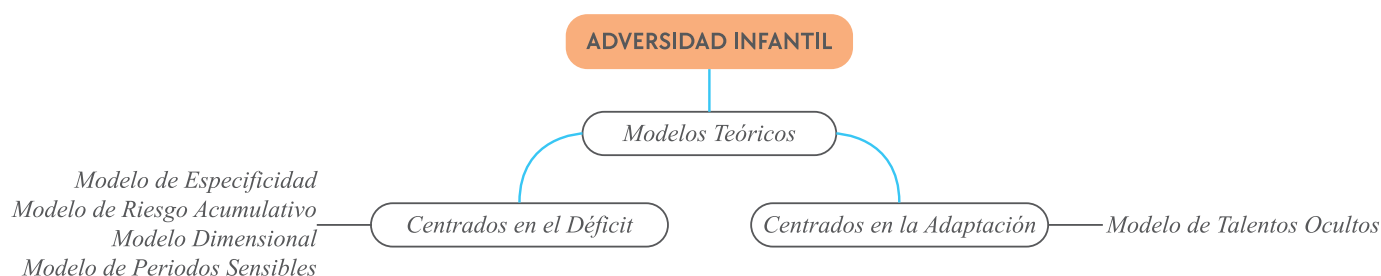 ADVERSIDAD INFANTIL
Modelos Teóricos
Modelo de Especificidad
Modelo de Riesgo Acumulativo
Modelo Dimensional
Modelo de Periodos Sensibles
Centrados en el Déficit
Centrados en la Adaptación
Modelo de Talentos Ocultos